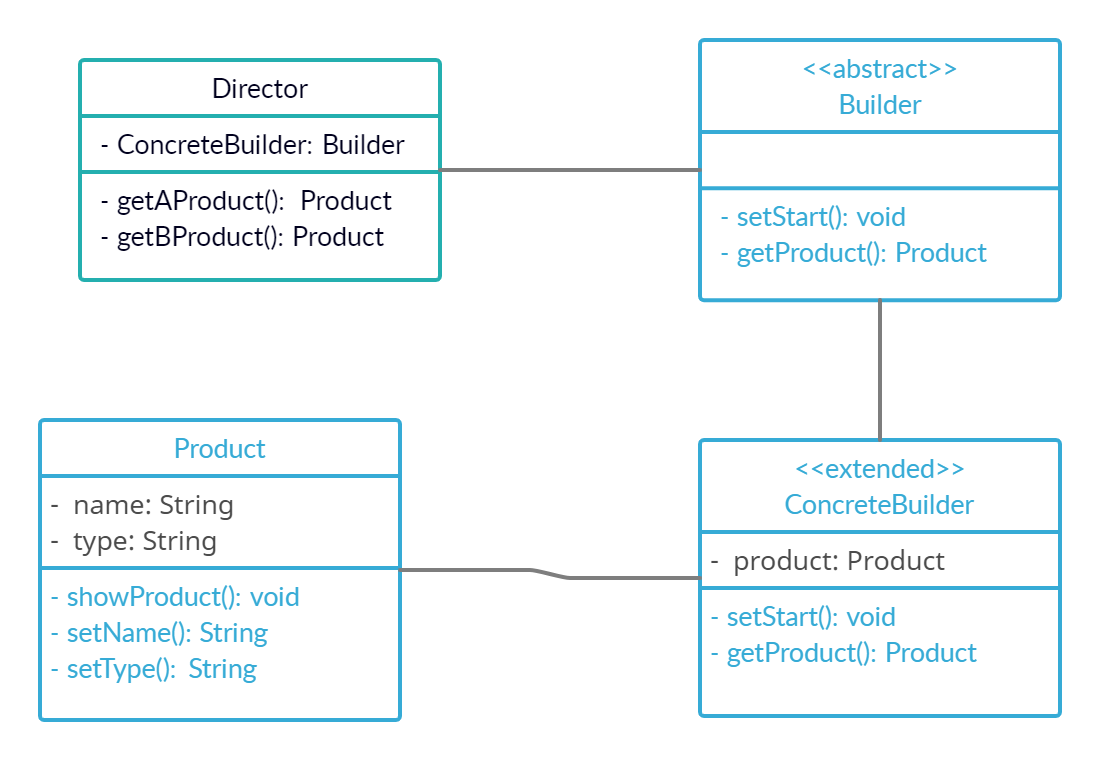 Director
- ConcreteBuilder: Builder
- getAProduct():  Product
- getBProduct(): Product
<<abstract>>
Builder
- setStart(): void
- getProduct(): Product
Product
-  name: String
-  type: String
- showProduct(): void
- setName(): String
- setType():  String
<<extended>>
ConcreteBuilder
-  product: Product
- setStart(): void
- getProduct(): Product